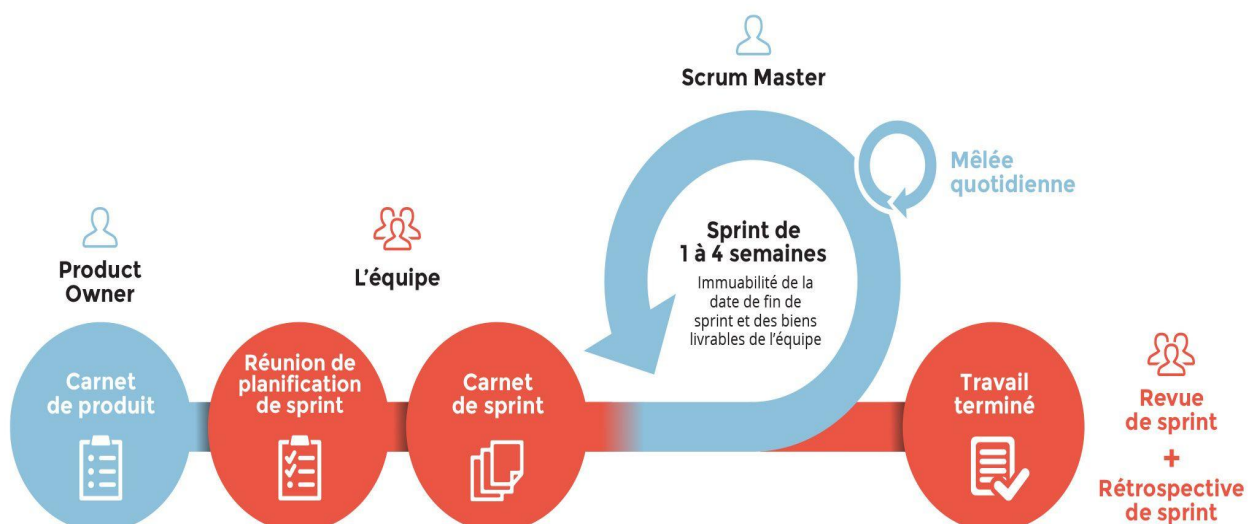 Scrum Master
Mêlée
quotidienne
Product
Owner
L'équipe
Sprint de
1 à 4 semaines
Immuabilité de la
date de fin de
sprint et des biens
livrables de l'équipe
Carnet
de produit
Réunion de
planification
de sprint
Carnet
de sprint
Travail
terminé
Revue
de sprint
+
Rétrospective
de sprint